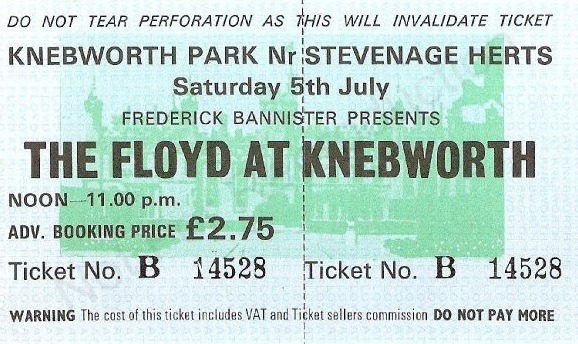 DO NOT TEAR PERFORATION AS THIS WILL INVALIDATE TICKET
KNEBWORTH PARK Nr STEVENAGE HERTS
Saturday 5th July
FREDERICK BANNISTER PRESENTS
THE FLOYD AT KNEBWORTH
NOON—11.00 p.m.
ADV. BOOKING PRICE £2.75
Ticket No. B 14528 Ticket No. B 14528
WARNING The cost of this ticket includes VAT and Ticket sellers commission DO NOT PAY MORE